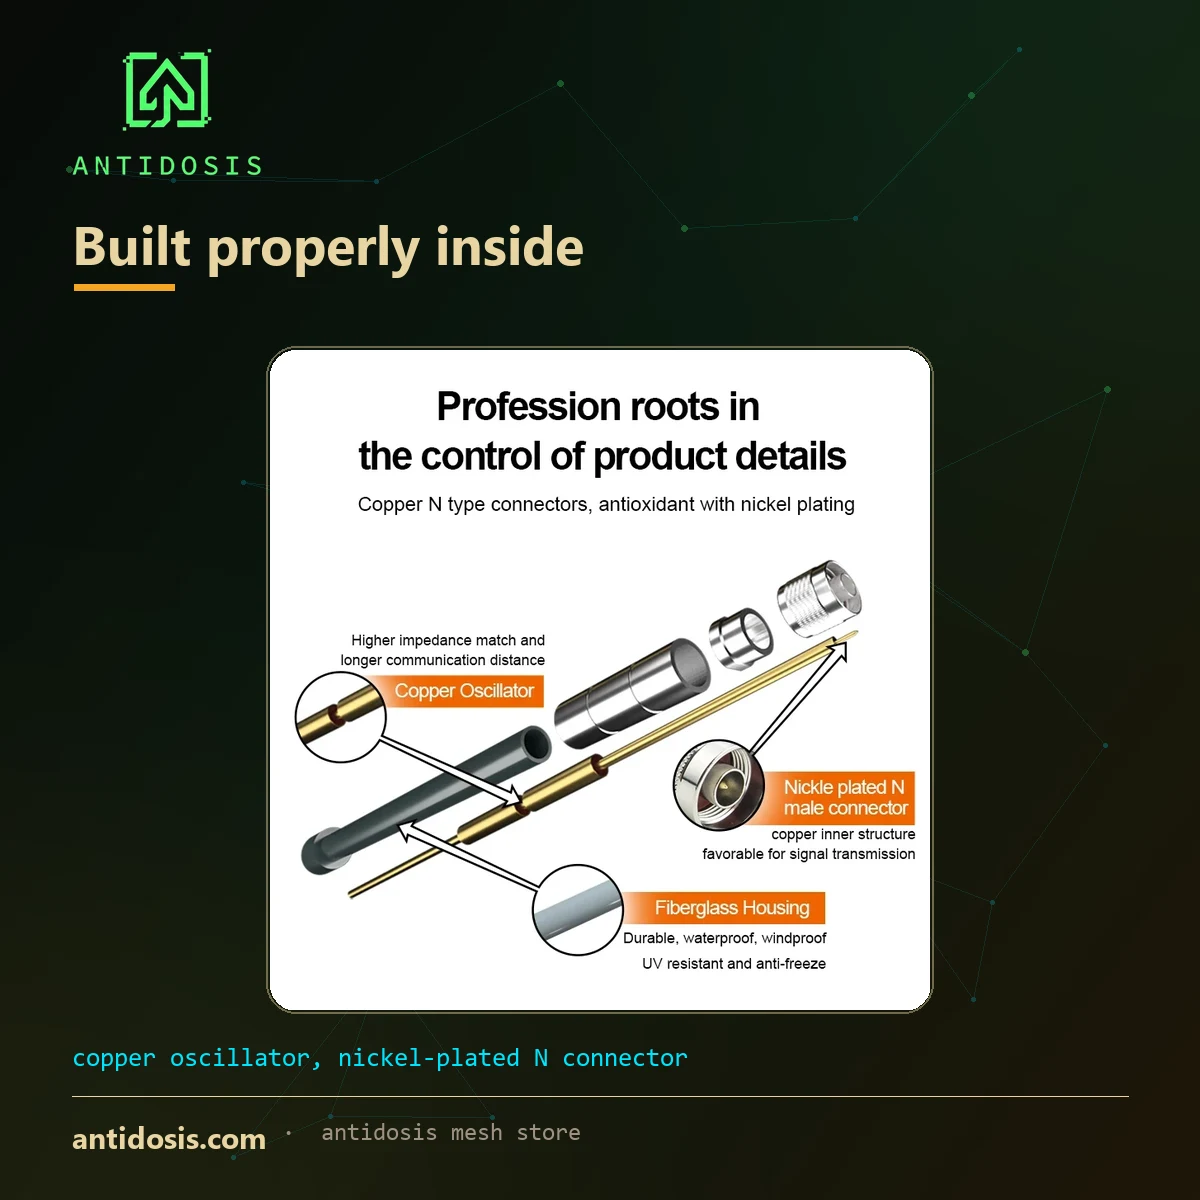 ANTIDOSIS
Built properly inside
Profession roots in
the control of product details
Copper N type connectors, antioxidant with nickel plating
Higher impedance match and
longer communication distance
Copper Oscillator
Nickle plated N
male connector
copper inner structure
favorable for signal transmission
Fiberglass Housing
Durable, waterproof, windproof
UV resistant and anti-freeze
copper oscillator, nickel-plated N connector
antidosis.com · antidosis mesh store